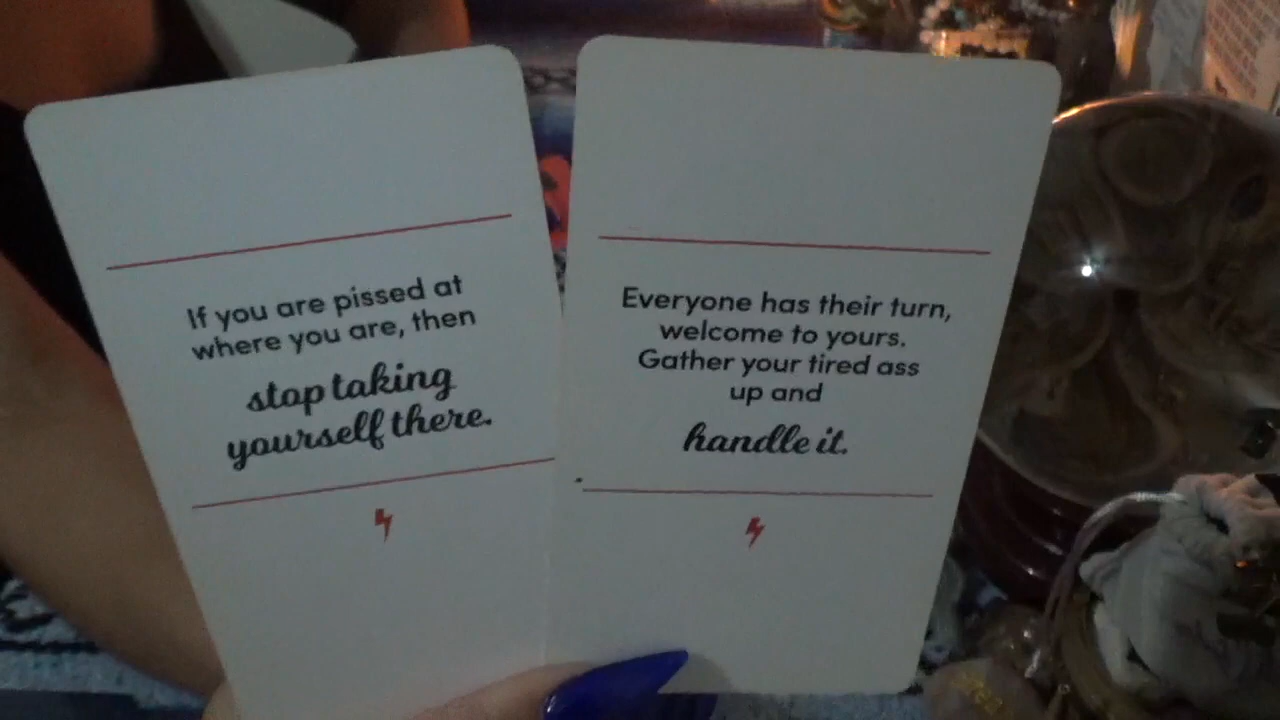 If you are pissed at
where you are, then
stop taking
yourself there.
Everyone has their turn,
welcome to yours.
Gather your tired ass
up and
handle it.